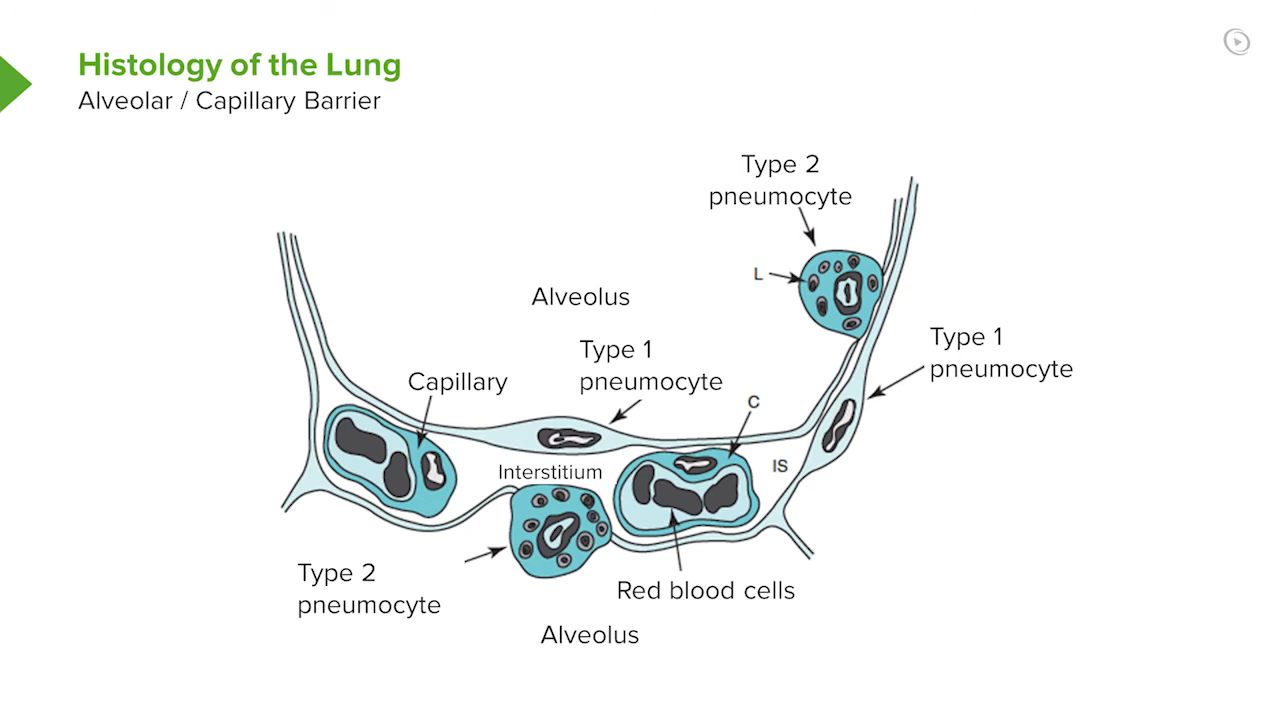 Histology of the Lung
Alveolar / Capillary Barrier
Type 2
pneumocyte
L
Alveolus
Type 1
pneumocyte
Type 1
pneumocyte
Capillary
C
Interstitium
IS
Type 2
pneumocyte
Red blood cells
Alveolus